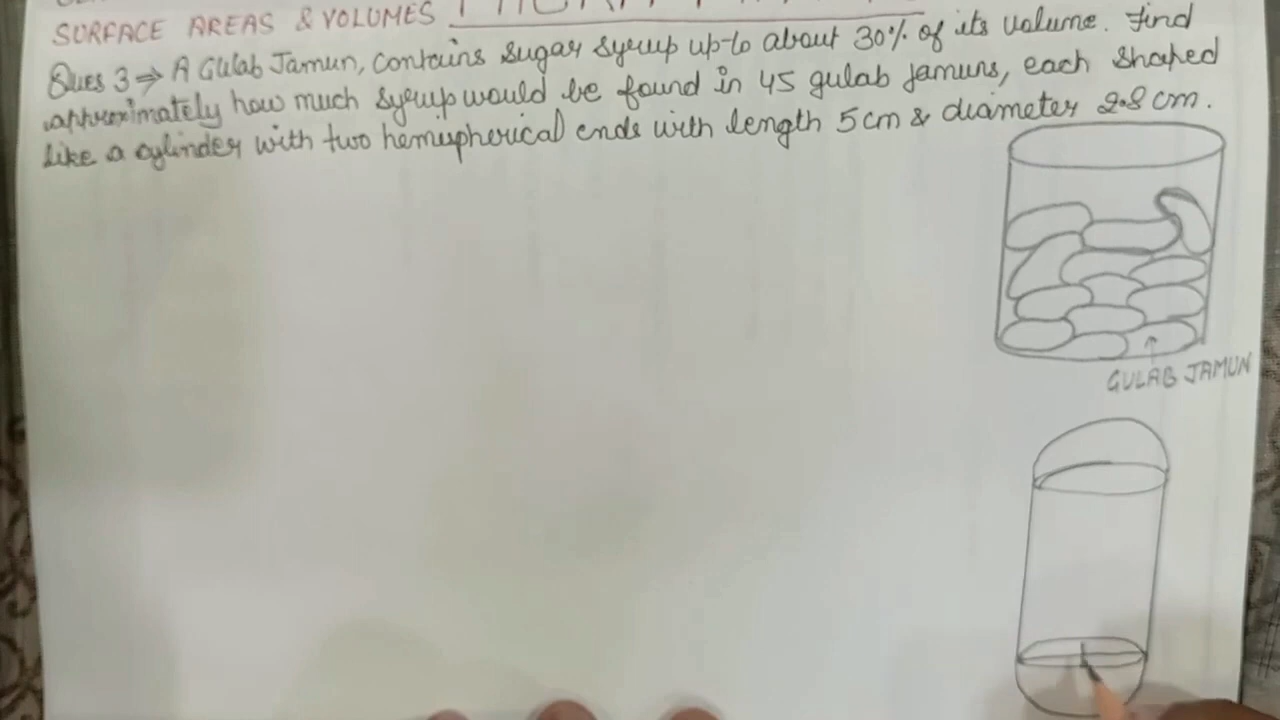 SURFACE AREAS & VOLUMES
Ques 3 ⇒ A Gulab Jamun, contains sugar syrup up-to about 30% of its volume. Find
approximately how much syrup would be found in 45 gulab jamuns, each shaped
like a cylinder with two hemispherical ends with length 5 cm & diameter 2.8 cm.
GULAB JAMUN